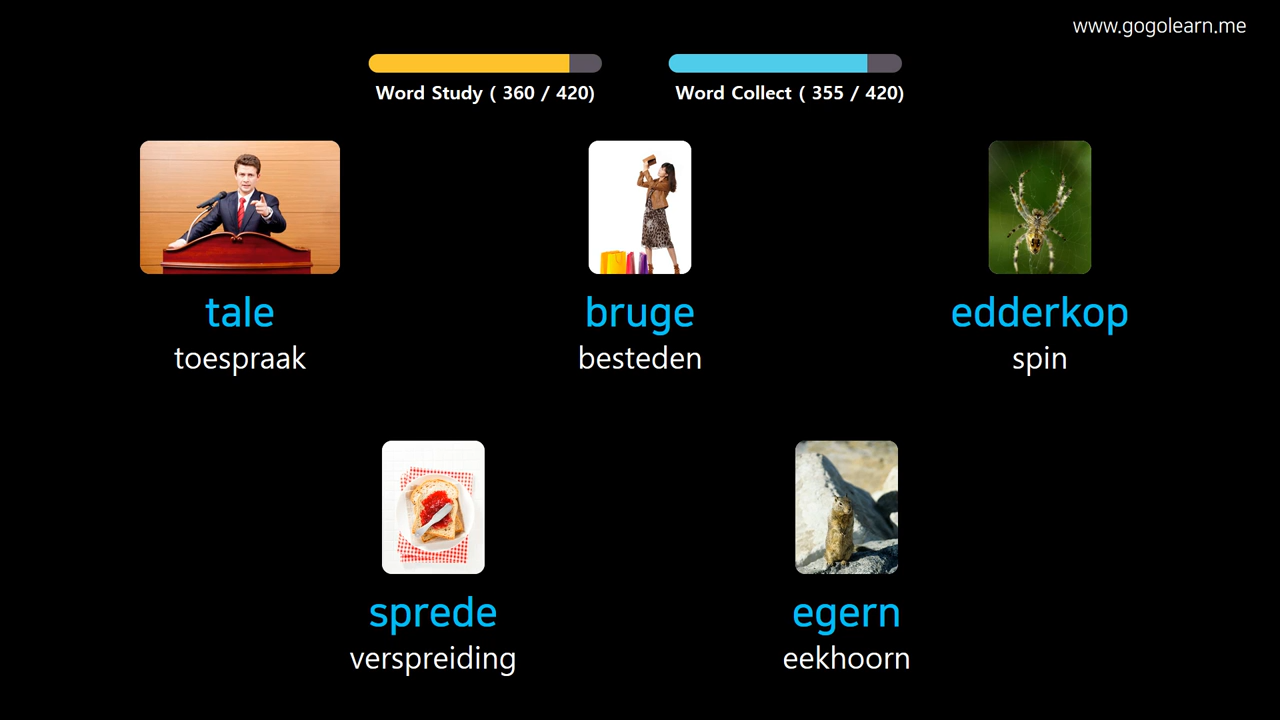 www.gogolearn.me
Word Study ( 360 / 420)
Word Collect ( 355 / 420)
tale
toespraak
bruge
besteden
edderkop
spin
sprede
verspreiding
egern
eekhoorn